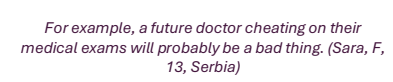 For example, a future doctor cheating on their
medical exams will probably be a bad thing. (Sara, F,
13, Serbia)